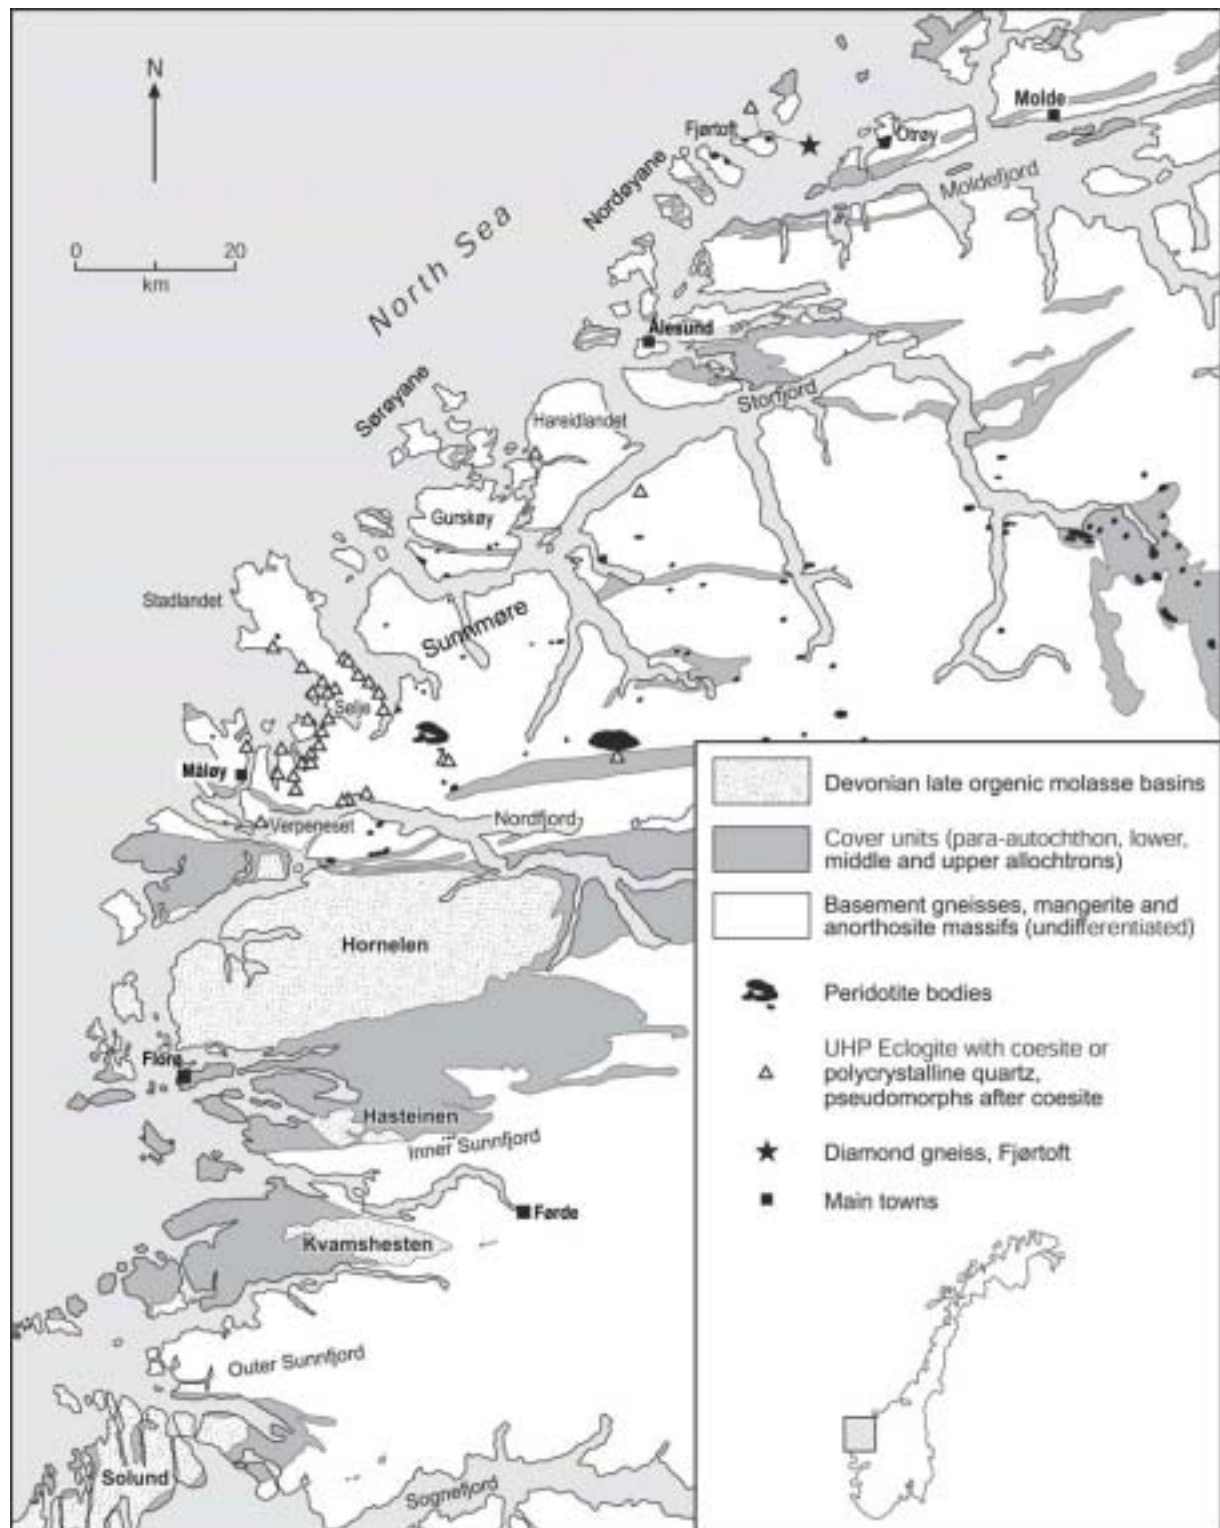 N
0 20
km
North Sea
Nordøyane
Fjørtoft
Otrøy
Molde
Moldefjord
Ålesund
Storfjord
Sørøyane
Hareidlandet
Gurskøy
Stadlandet
Sunnmøre
Selje
Måløy
Verpeneset
Nordfjord
Hornelen
Florø
Hasteinen
Inner Sunnfjord
Førde
Kvamshesten
Outer Sunnfjord
Solund
Sognefjord
Devonian late orgenic molasse basins
Cover units (para-autochthon, lower,
middle and upper allochtrons)
Basement gneisses, mangerite and
anorthosite massifs (undifferentiated)
Peridotite bodies
UHP Eclogite with coesite or
polycrystalline quartz,
pseudomorphs after coesite
Diamond gneiss, Fjørtoft
Main towns